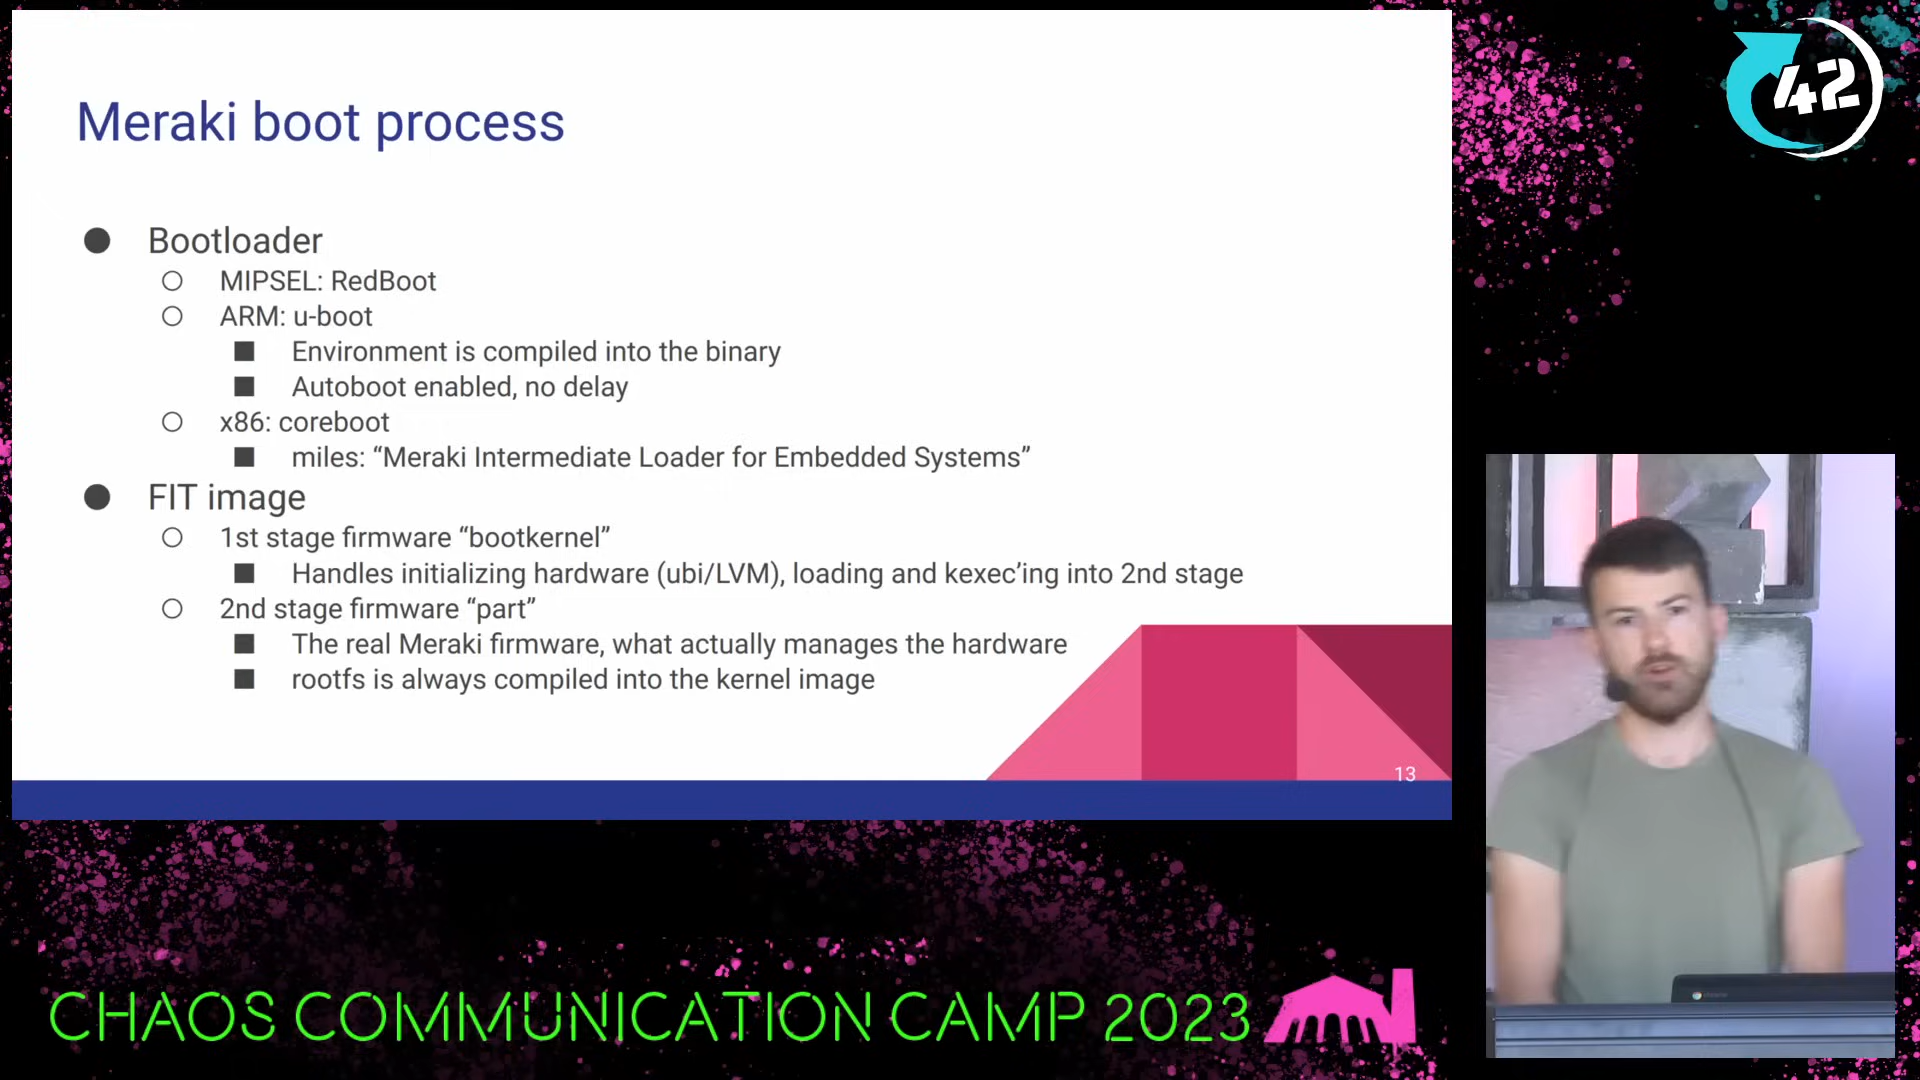 Meraki boot process
● Bootloader
○ MIPSEL: RedBoot
○ ARM: u-boot
■ Environment is compiled into the binary
■ Autoboot enabled, no delay
○ x86: coreboot
■ miles: “Meraki Intermediate Loader for Embedded Systems”
● FIT image
○ 1st stage firmware “bootkernel”
■ Handles initializing hardware (ubi/LVM), loading and kexec’ing into 2nd stage
○ 2nd stage firmware “part”
■ The real Meraki firmware, what actually manages the hardware
■ rootfs is always compiled into the kernel image
13
42
CHAOS COMMUNICATION CAMP 2023